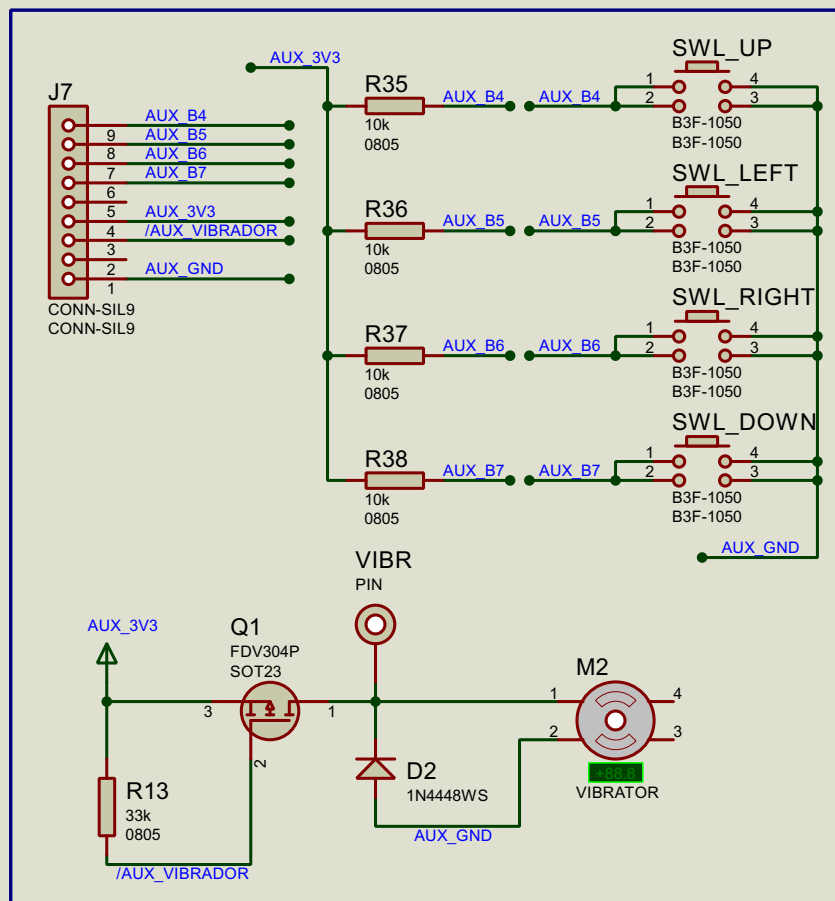 AUX_3V3
J7
AUX_B4
9
AUX_B5
8
AUX_B6
7
AUX_B7
6
5
AUX_3V3
4
/AUX_VIBRADOR
3
2
AUX_GND
1
CONN-SIL9
CONN-SIL9
R35
10k
0805
AUX_B4
AUX_B4
SWL_UP
1
2
4
3
B3F-1050
B3F-1050
R36
10k
0805
AUX_B5
AUX_B5
SWL_LEFT
1
2
4
3
B3F-1050
B3F-1050
R37
10k
0805
AUX_B6
AUX_B6
SWL_RIGHT
1
2
4
3
B3F-1050
B3F-1050
R38
10k
0805
AUX_B7
AUX_B7
SWL_DOWN
1
2
4
3
B3F-1050
B3F-1050
AUX_GND
VIBR
PIN
AUX_3V3
Q1
FDV304P
SOT23
3
1
2
R13
33k
0805
/AUX_VIBRADOR
D2
1N4448WS
AUX_GND
M2
1
2
4
3
+88.8
VIBRATOR